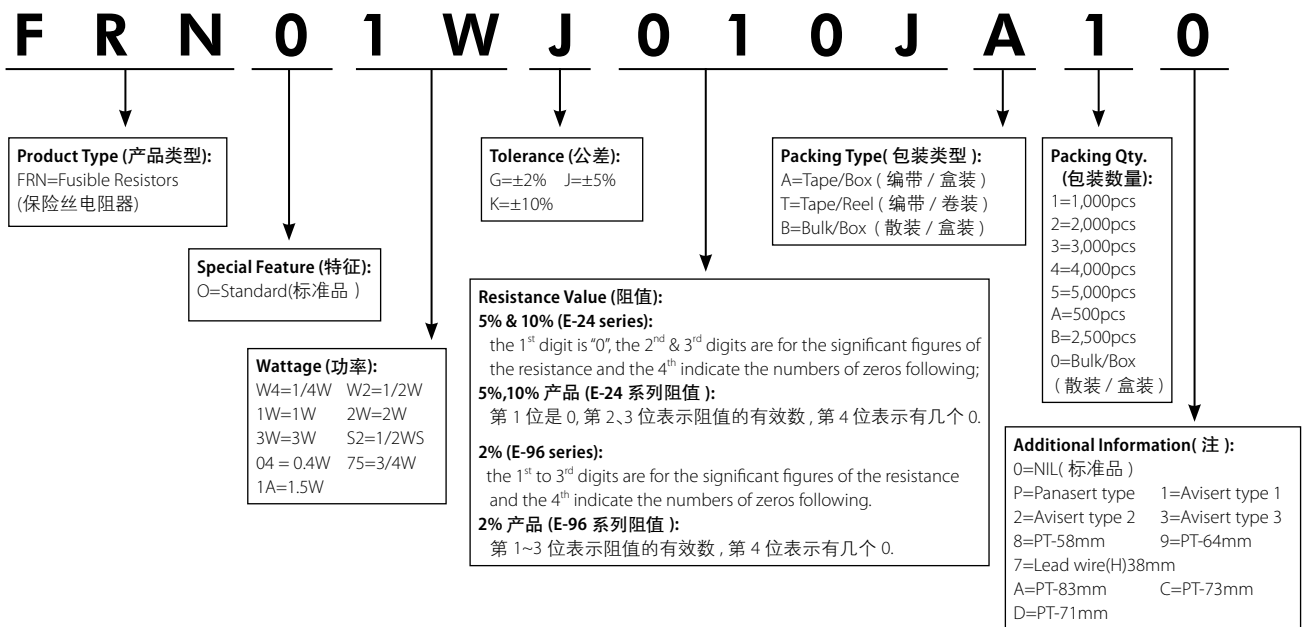 F R N 0 1 W J 0 1 0 J A 1 0
Product Type (产品类型):
FRN=Fusible Resistors
(保险丝电阻器)
Special Feature (特征):
O=Standard(标准品 )
Wattage (功率):
W4=1/4W W2=1/2W
1W=1W 2W=2W
3W=3W S2=1/2WS
04 = 0.4W 75=3/4W
1A=1.5W
Tolerance (公差):
G=±2% J=±5%
K=±10%
Resistance Value (阻值):
5% & 10% (E-24 series):
the 1st digit is “0”, the 2nd & 3rd digits are for the significant figures of
the resistance and the 4th indicate the numbers of zeros following;
5%,10% 产品 (E-24 系列阻值 ):
第 1 位是 0, 第 2、3 位表示阻值的有效数 , 第 4 位表示有几个 0.
2% (E-96 series):
the 1st to 3rd digits are for the significant figures of the resistance
and the 4th indicate the numbers of zeros following.
2% 产品 (E-96 系列阻值 ):
第 1~3 位表示阻值的有效数 , 第 4 位表示有几个 0.
Packing Type( 包装类型 ):
A=Tape/Box ( 编带 / 盒装 )
T=Tape/Reel ( 编带 / 卷装 )
B=Bulk/Box ( 散装 / 盒装 )
Packing Qty.
(包装数量):
1=1,000pcs
2=2,000pcs
3=3,000pcs
4=4,000pcs
5=5,000pcs
A=500pcs
B=2,500pcs
0=Bulk/Box
( 散装 / 盒装 )
Additional Information( 注 ):
0=NIL( 标准品 )
P=Panasert type 1=Avisert type 1
2=Avisert type 2 3=Avisert type 3
8=PT-58mm 9=PT-64mm
7=Lead wire(H)38mm
A=PT-83mm C=PT-73mm
D=PT-71mm